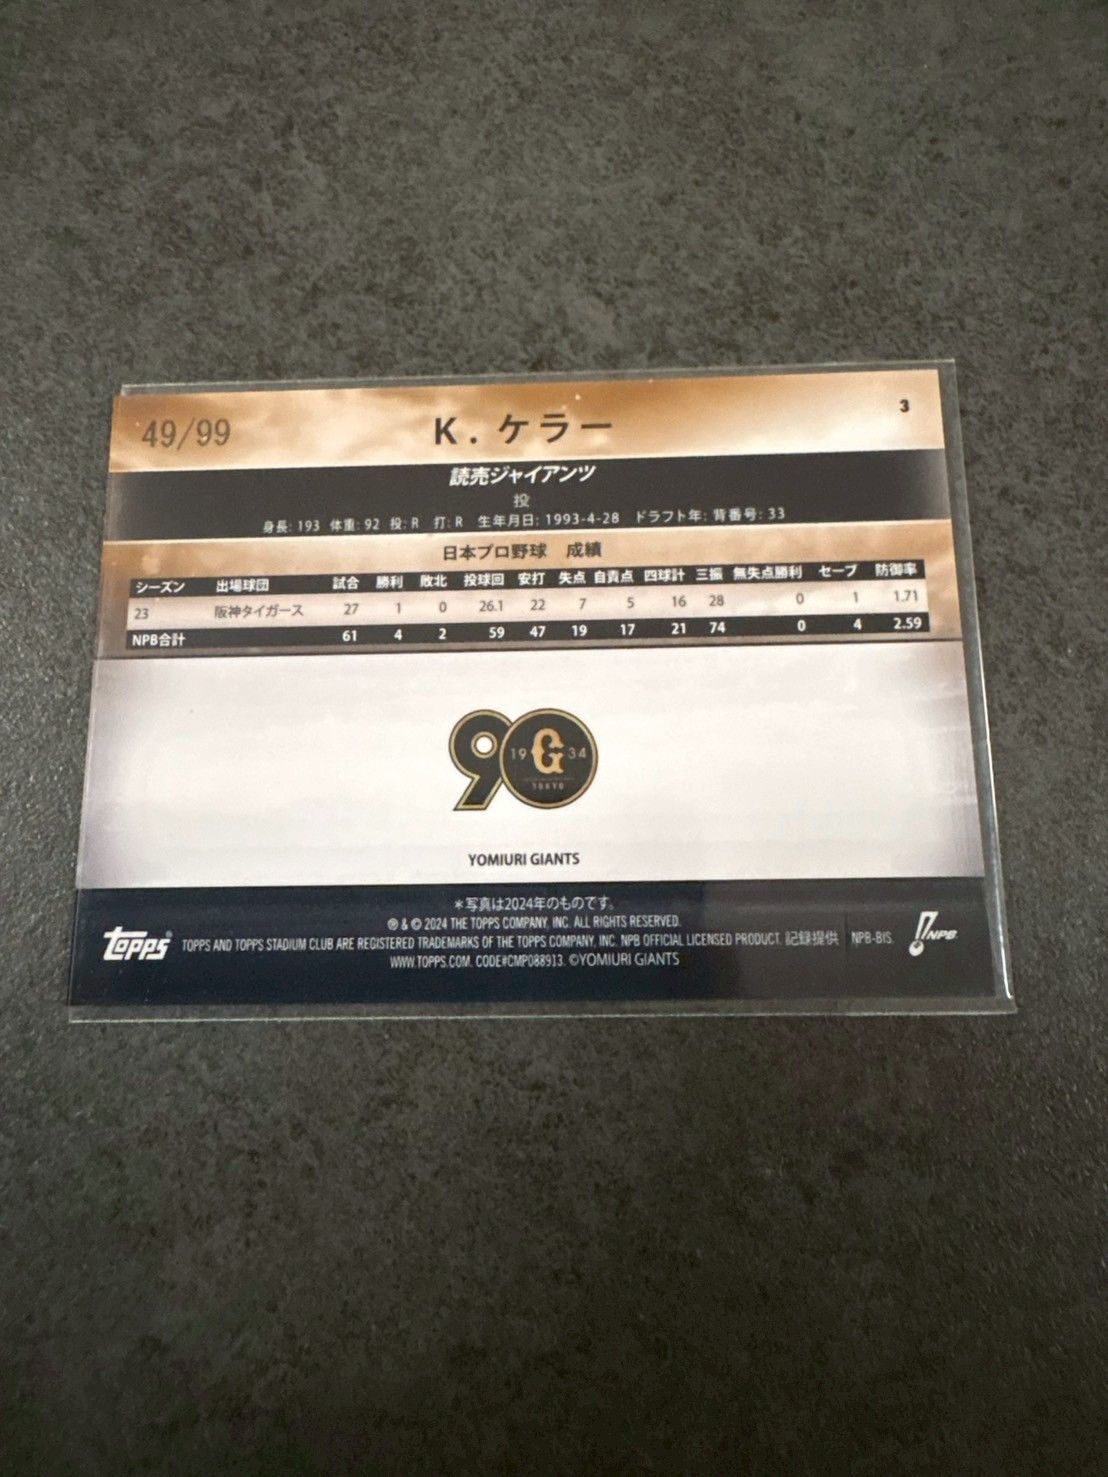 49/99
K. ケラー
3
読売ジャイアンツ
投
身長: 193 体重: 92 投: R 打: R 生年月日: 1993-4-28 ドラフト年: 背番号: 33
日本プロ野球 成績
シーズン 出場球団 試合 勝利 敗北 投球回 安打 失点 自責点 四球計 三振 無失点勝利 セーブ 防御率
23 阪神タイガース 27 1 0 26.1 22 7 5 16 28 0 1 1.71
NPB合計 61 4 2 59 47 19 17 21 74 0 4 2.59
90
19 G 34
TOKYO
YOMIURI GIANTS
*写真は2024年のものです。
℗ & © 2024 THE TOPPS COMPANY, INC. ALL RIGHTS RESERVED.
topps TOPPS AND TOPPS STADIUM CLUB ARE REGISTERED TRADEMARKS OF THE TOPPS COMPANY, INC. NPB OFFICIAL LICENSED PRODUCT. 記録提供 NPB-BIS. NPB
WWW.TOPPS.COM. CODE#CMP088913. ©YOMIURI GIANTS